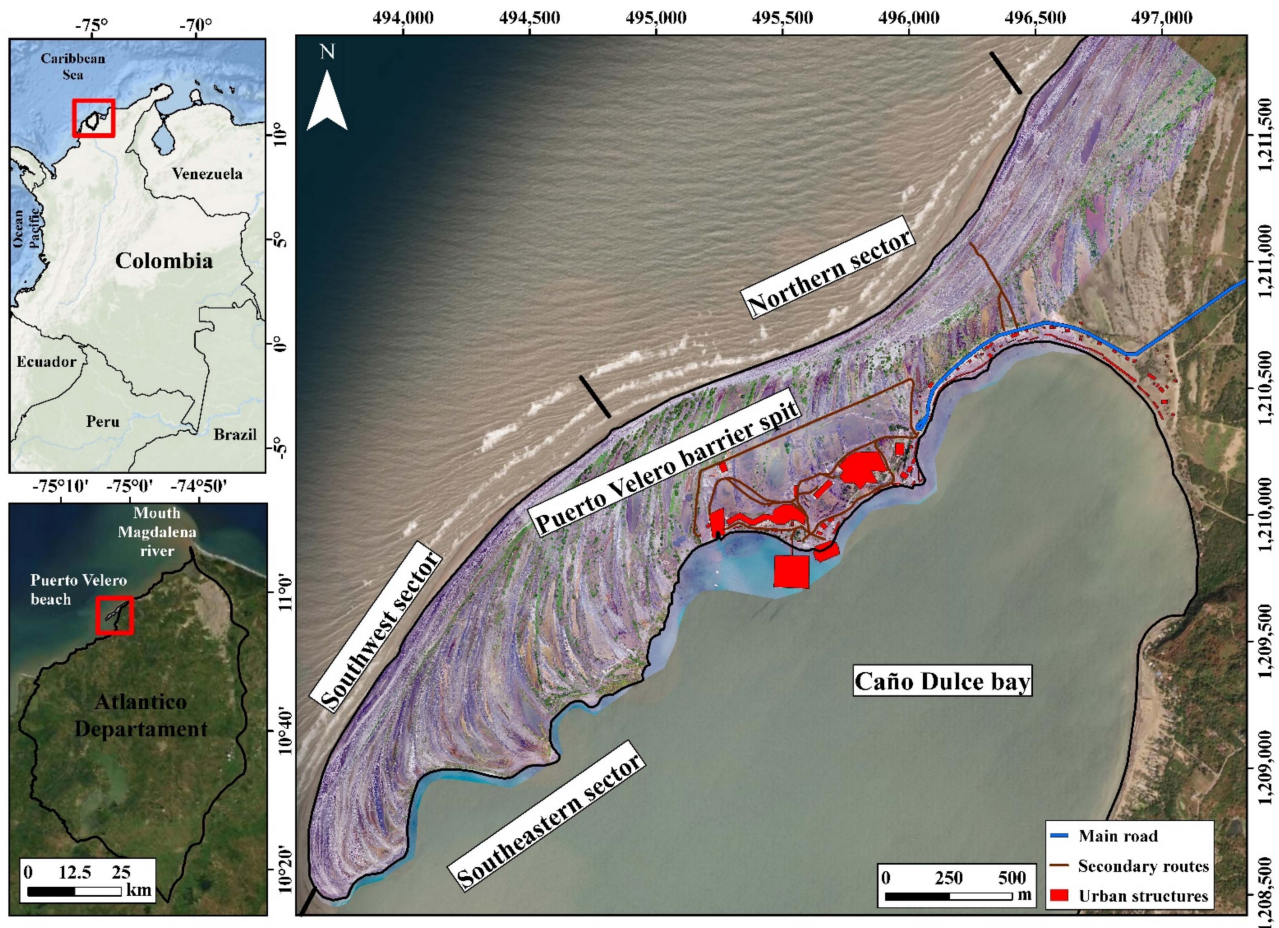 -75°
-70°
Caribbean
Sea
Venezuela
Ocean
Pacific
Colombia
Ecuador
Peru
Brazil
10°
5°
0°
-5°
-75°10'
-75°0'
-74°50'
Mouth
Magdalena
river
Puerto Velero
beach
Atlantico
Departament
11°0'
10°40'
10°20'
0 12.5 25
km
494,000
494,500
495,000
495,500
496,000
496,500
497,000
N
Northern sector
Puerto Velero barrier spit
Southwest sector
Caño Dulce bay
Southeastern sector
1,211,500
1,211,000
1,210,500
1,210,000
1,209,500
1,209,000
1,208,500
0 250 500
m
Main road
Secondary routes
Urban structures